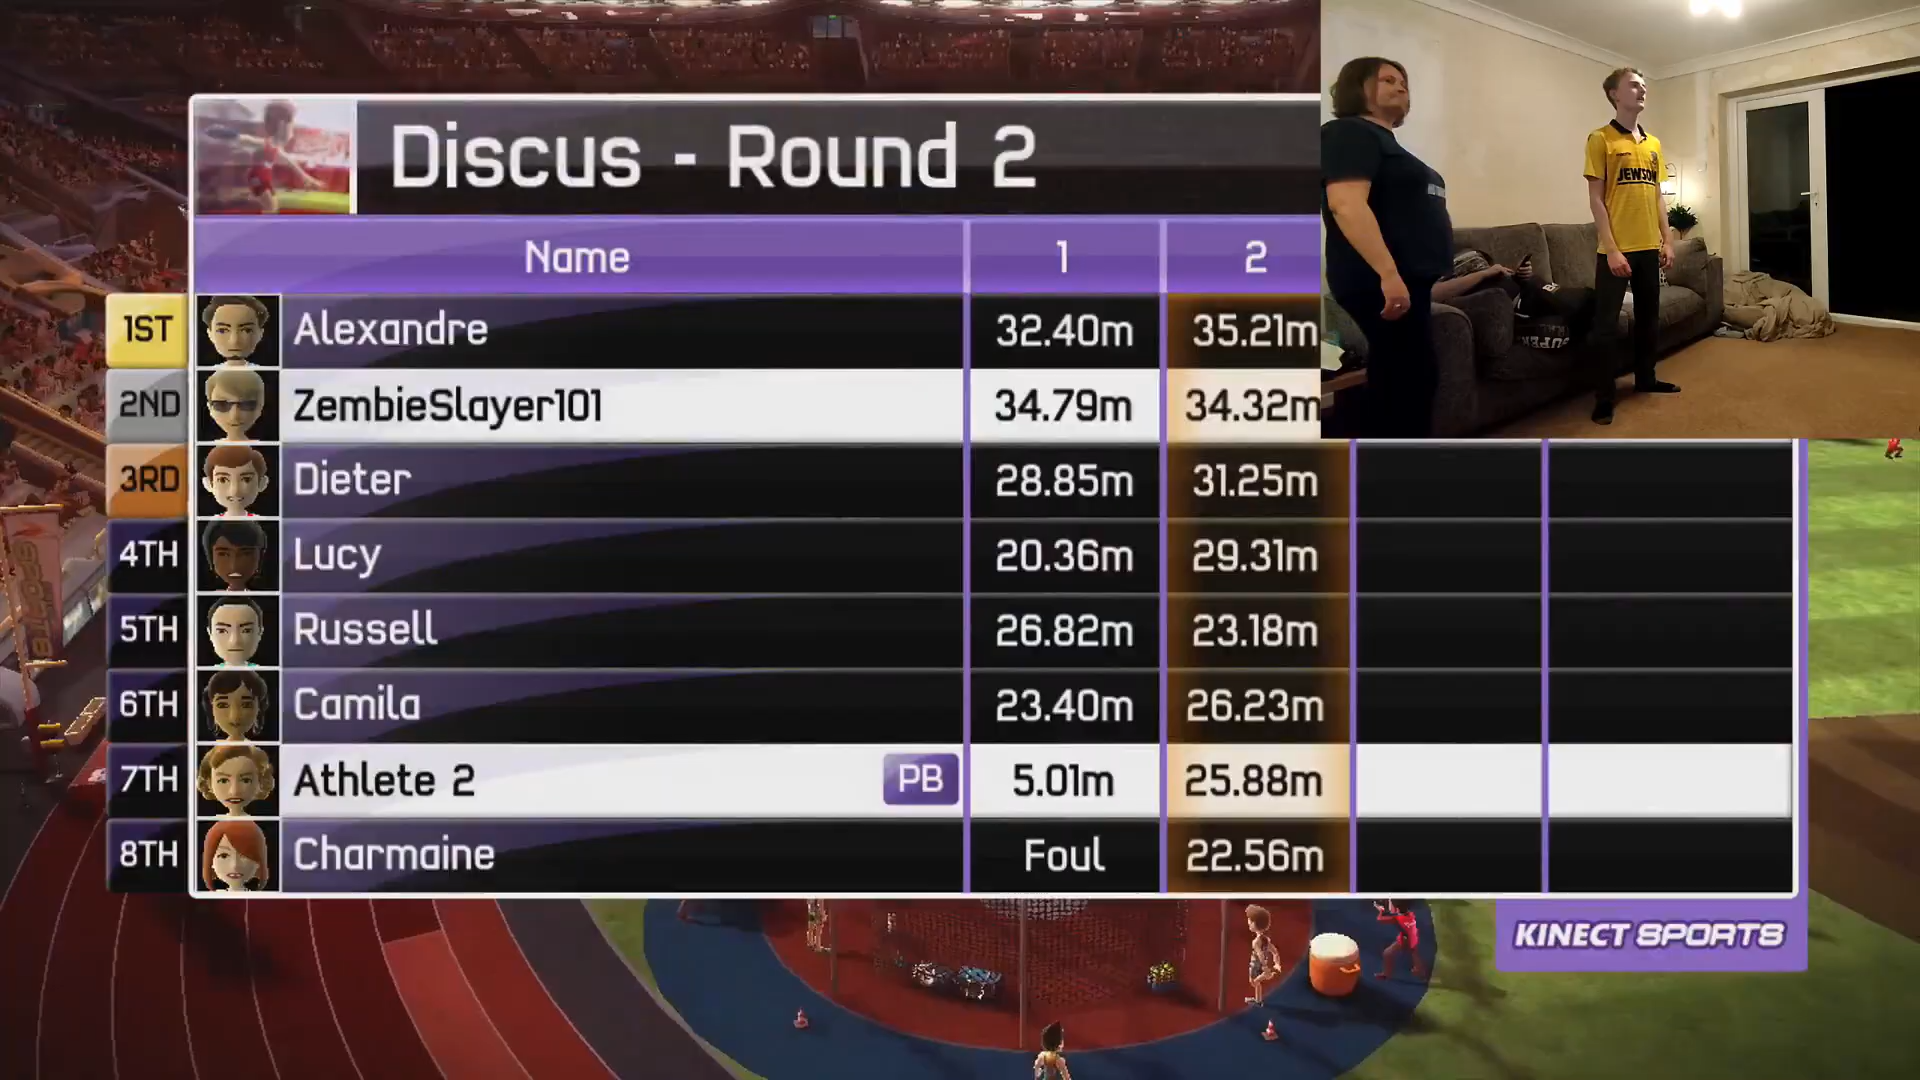 Discus - Round 2
Name 1 2
1ST Alexandre 32.40m 35.21m
2ND ZembieSlayer101 34.79m 34.32m
3RD Dieter 28.85m 31.25m
4TH Lucy 20.36m 29.31m
5TH Russell 26.82m 23.18m
6TH Camila 23.40m 26.23m
7TH Athlete 2 PB 5.01m 25.88m
8TH Charmaine Foul 22.56m
KINECT SPORTS
JEWSON
SUPER